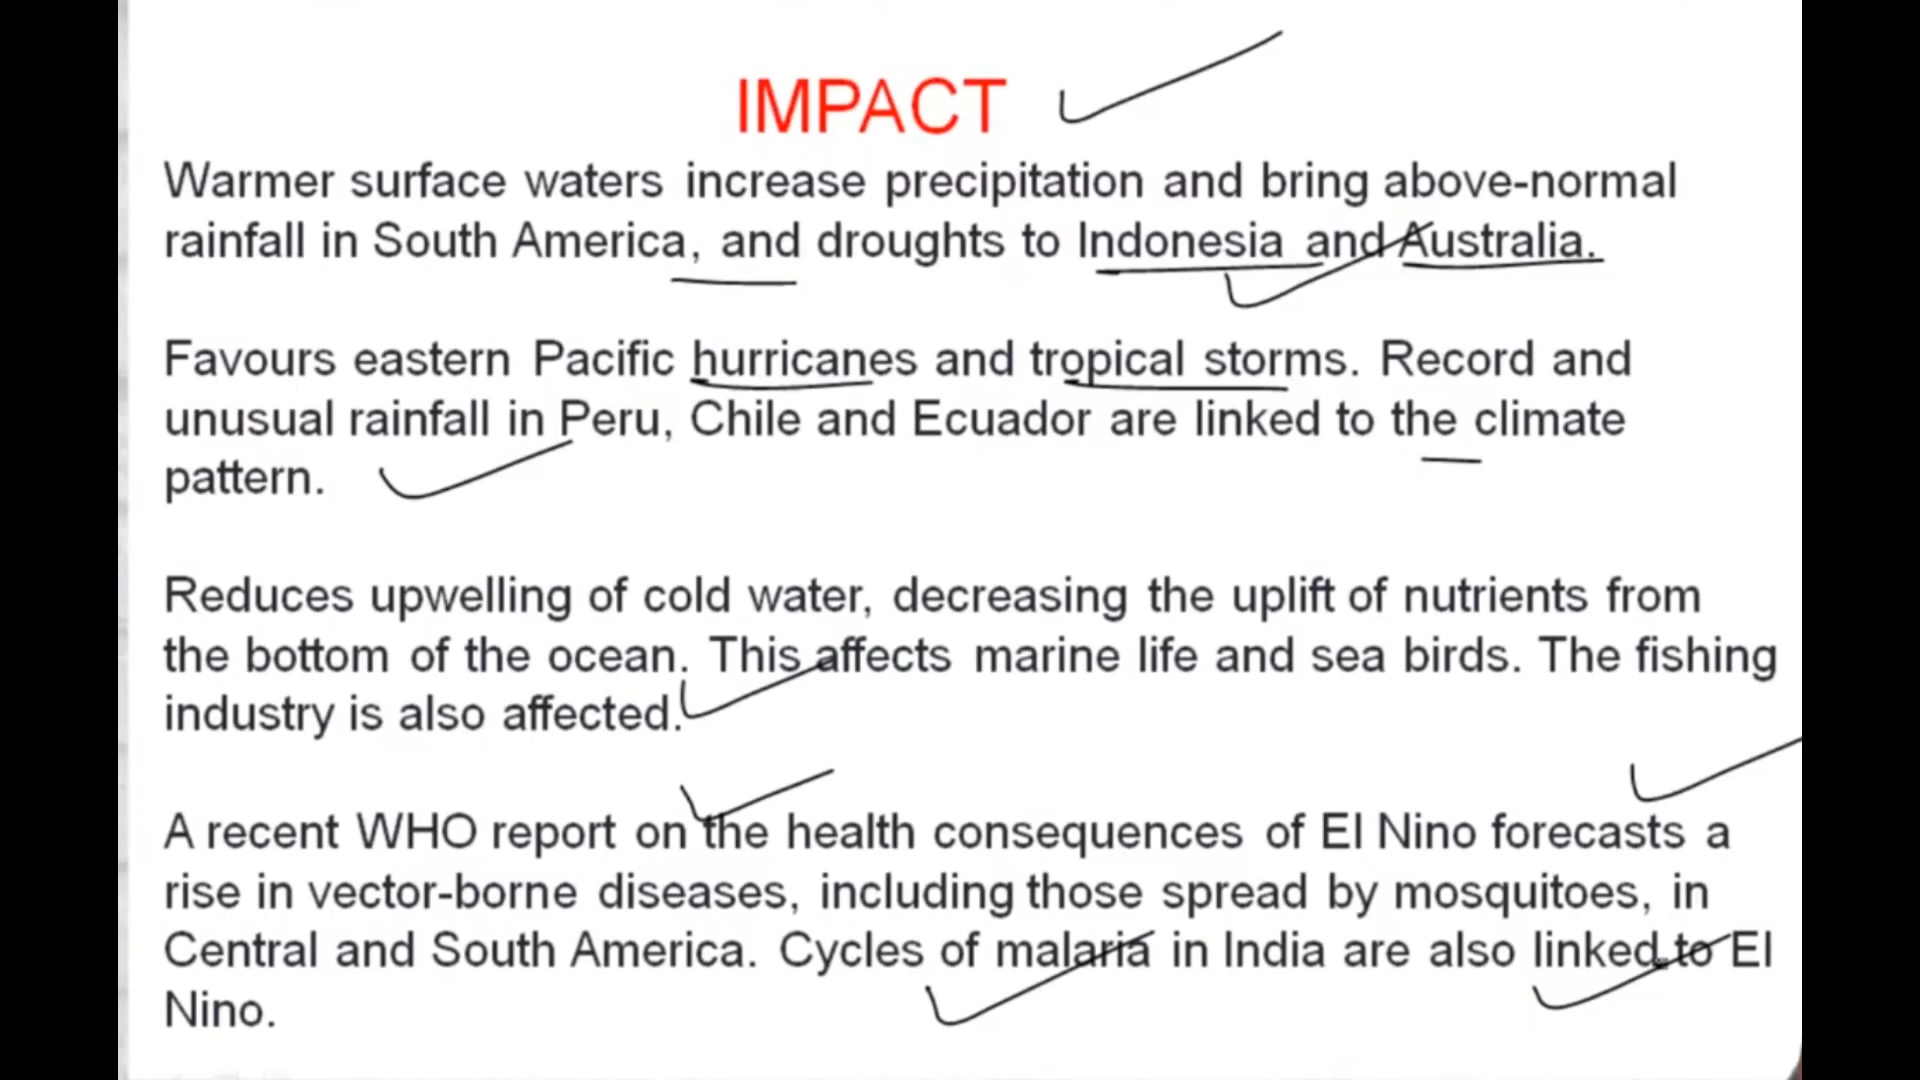 IMPACT
Warmer surface waters increase precipitation and bring above-normal
rainfall in South America, and droughts to Indonesia and Australia.
Favours eastern Pacific hurricanes and tropical storms. Record and
unusual rainfall in Peru, Chile and Ecuador are linked to the climate
pattern.
Reduces upwelling of cold water, decreasing the uplift of nutrients from
the bottom of the ocean. This affects marine life and sea birds. The fishing
industry is also affected.
A recent WHO report on the health consequences of El Nino forecasts a
rise in vector-borne diseases, including those spread by mosquitoes, in
Central and South America. Cycles of malaria in India are also linked to El
Nino.